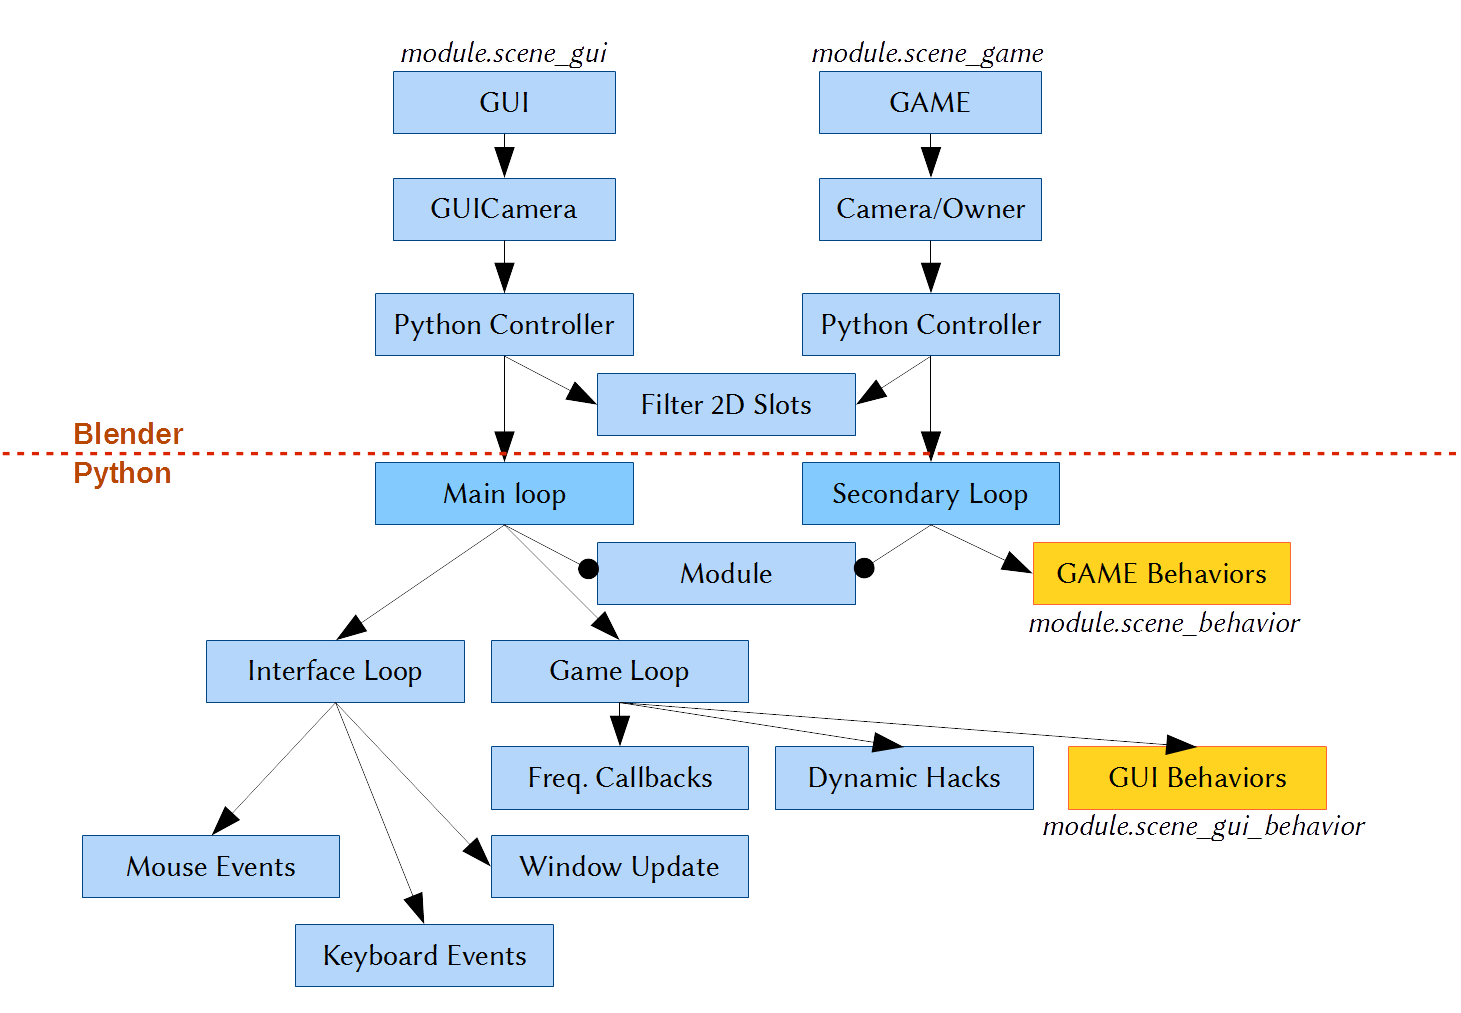 module.scene_gui
module.scene_game
GUI
GAME
GUICamera
Camera/Owner
Python Controller
Python Controller
Filter 2D Slots
Blender
Python
Main loop
Secondary Loop
Module
GAME Behaviors
module.scene_behavior
Interface Loop
Game Loop
Freq. Callbacks
Dynamic Hacks
GUI Behaviors
module.scene_gui_behavior
Mouse Events
Window Update
Keyboard Events